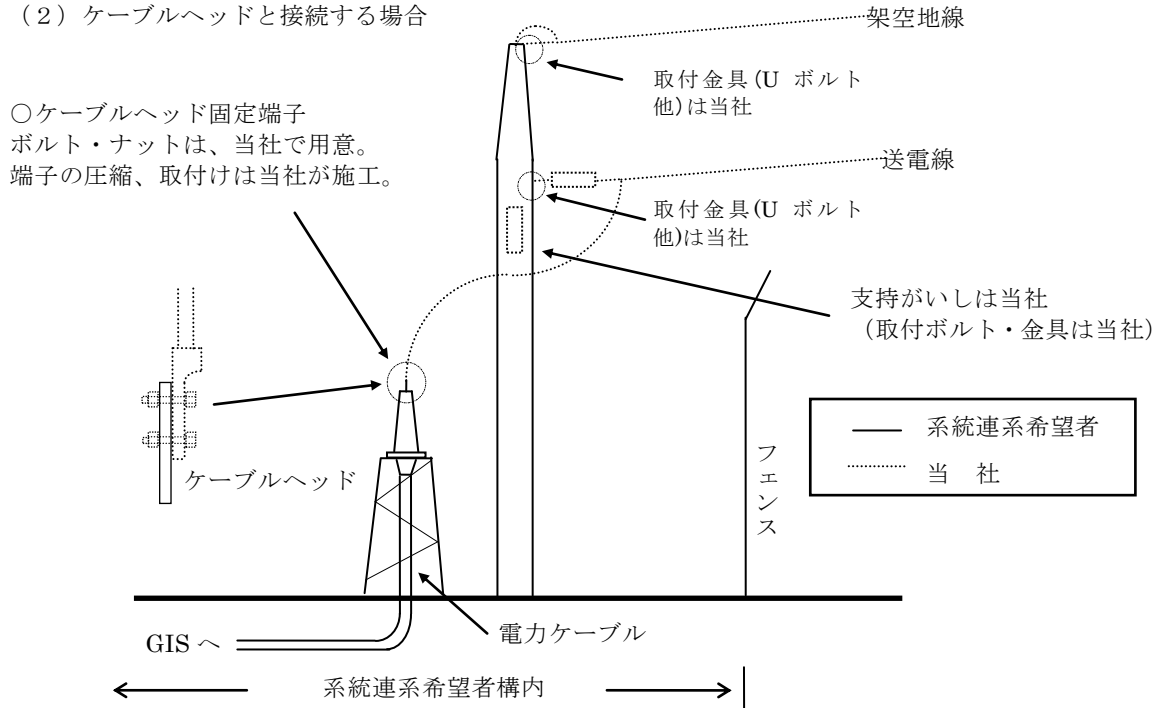 （２）ケーブルヘッドと接続する場合
架空地線
取付金具(U ボルト
他)は当社
○ケーブルヘッド固定端子
ボルト・ナットは、当社で用意。
端子の圧縮、取付けは当社が施工。
送電線
取付金具(U ボルト
他)は当社
支持がいしは当社
（取付ボルト・金具は当社）
系統連系希望者
当　社
ケーブルヘッド
フェンス
電力ケーブル
GIS へ
系統連系希望者構内